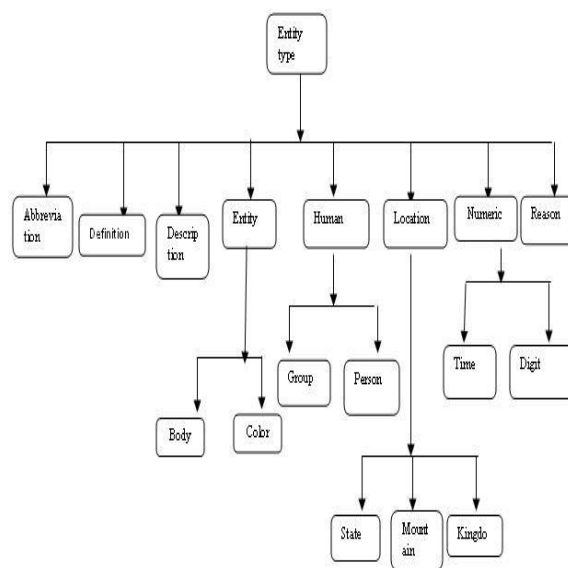 Entity
type
Abbrevia
tion
Definition
Descrip
tion
Entity
Human
Location
Numeric
Reason
Group
Person
Time
Digit
Body
Color
State
Mount
ain
Kingdo